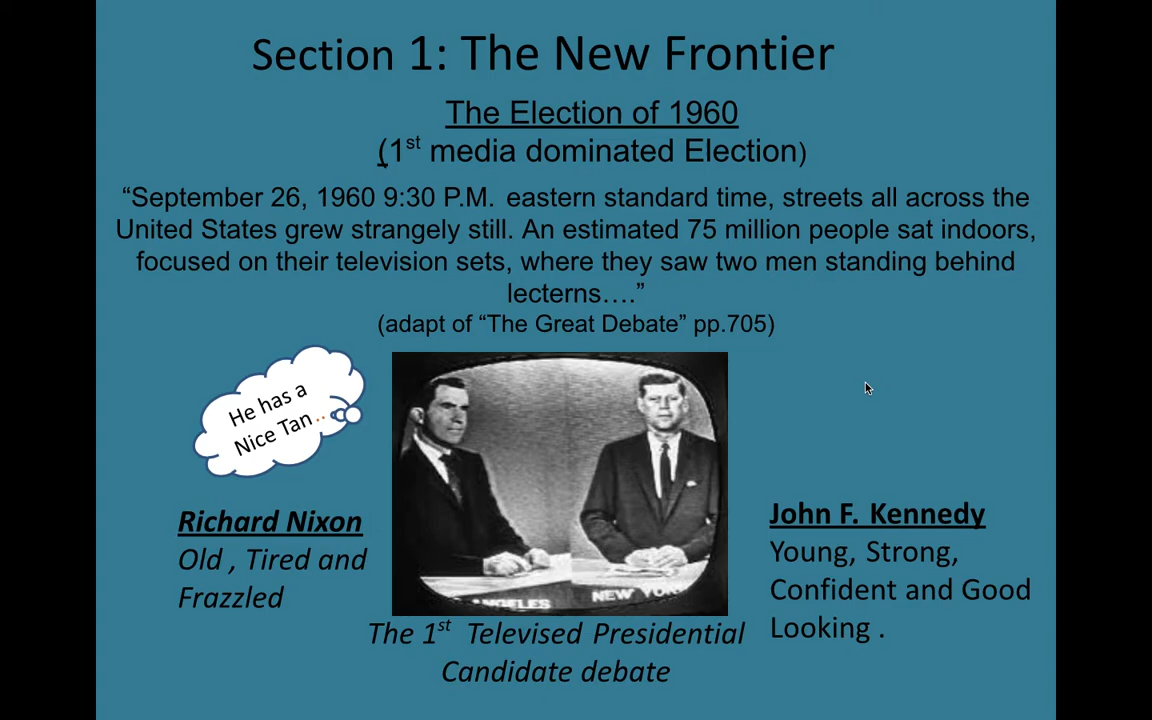 Section 1: The New Frontier
The Election of 1960
(1st media dominated Election)
“September 26, 1960 9:30 P.M. eastern standard time, streets all across the
United States grew strangely still. An estimated 75 million people sat indoors,
focused on their television sets, where they saw two men standing behind
lecterns….”
(adapt of “The Great Debate” pp.705)
He has a
Nice Tan..
ANGELES
NEW YORK
Richard Nixon
Old , Tired and
Frazzled
John F. Kennedy
Young, Strong,
Confident and Good
Looking .
The 1st Televised Presidential
Candidate debate